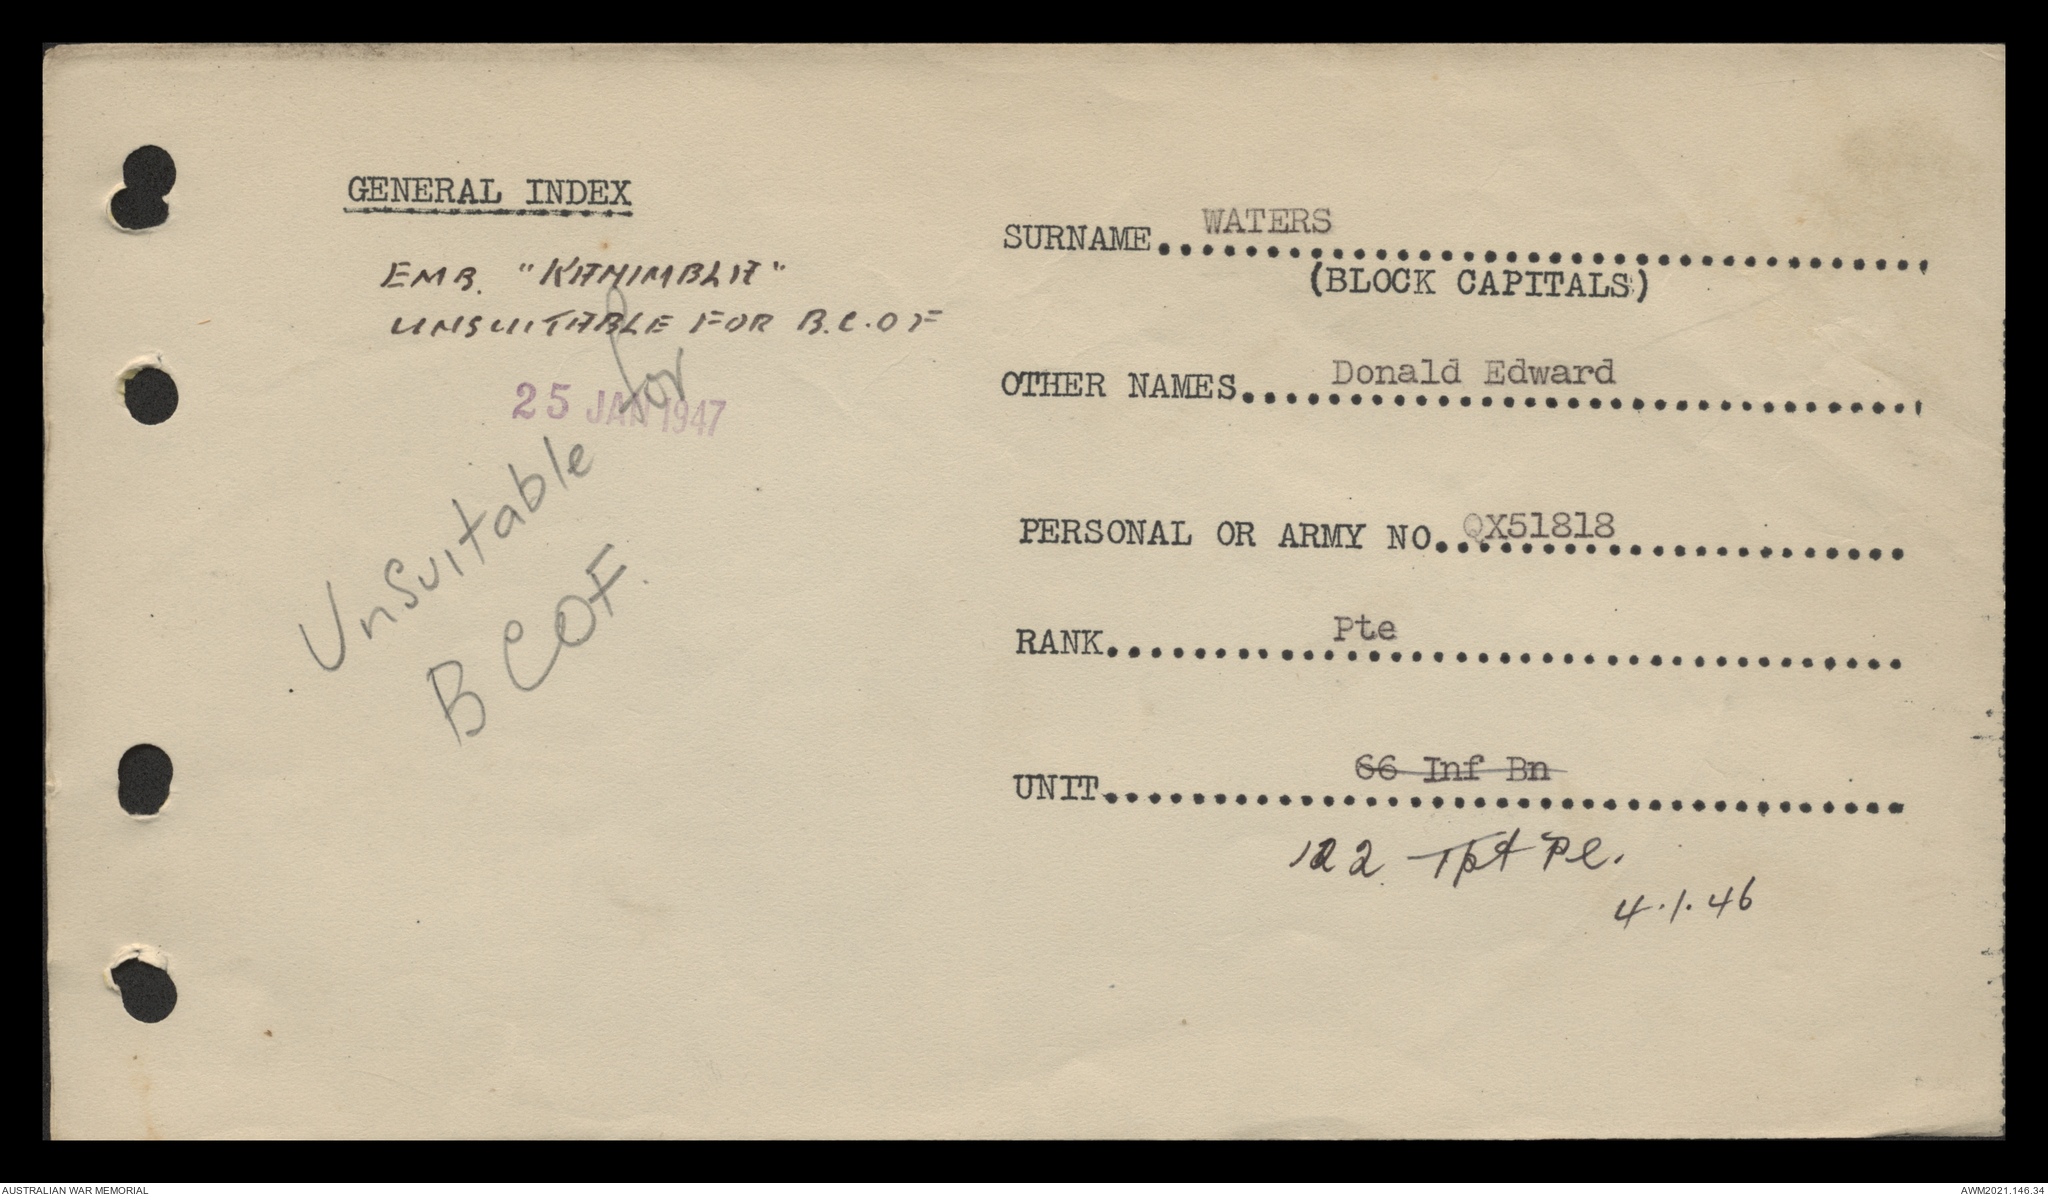 GENERAL INDEX
EMB. "KANIMBLA"
UNSUITABLE FOR B.C.O F
25 JAN 1947
Unsuitable for
BCOF.
SURNAME WATERS
(BLOCK CAPITALS)
OTHER NAMES Donald Edward
PERSONAL OR ARMY NO. QX51818
RANK Pte
UNIT 66 Inf Bn
122 Tpt Pl.
4.1.46
AUSTRALIAN WAR MEMORIAL
AWM2021.146.34